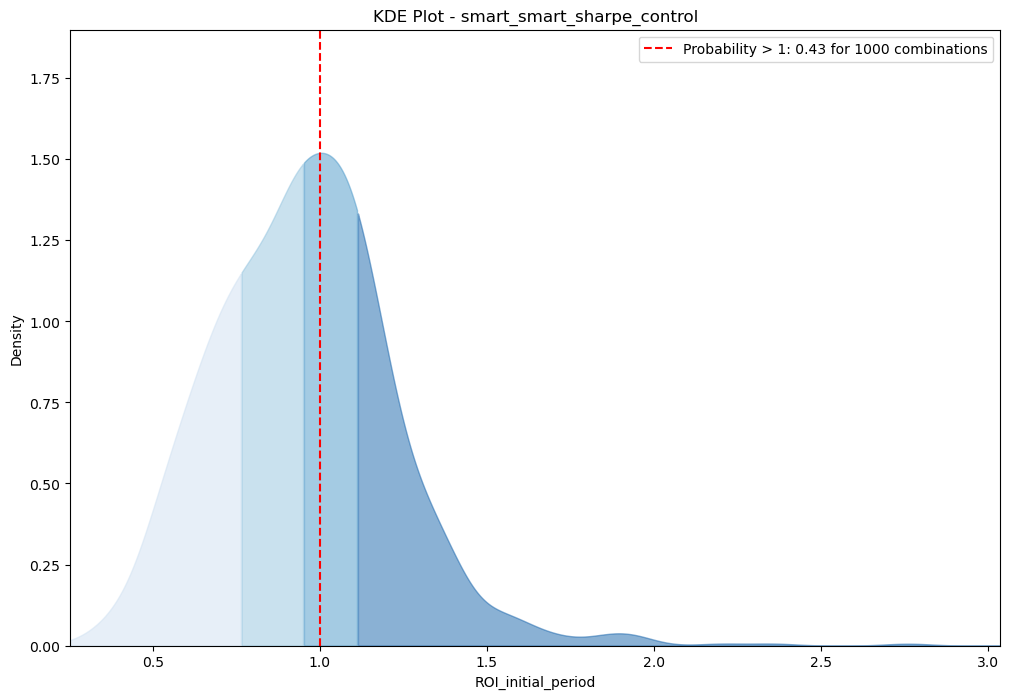 KDE Plot - smart_smart_sharpe_control
Probability > 1: 0.43 for 1000 combinations
1.75
1.50
1.25
1.00
0.75
0.50
0.25
0.00
Density
0.5 1.0 1.5 2.0 2.5 3.0
ROI_initial_period